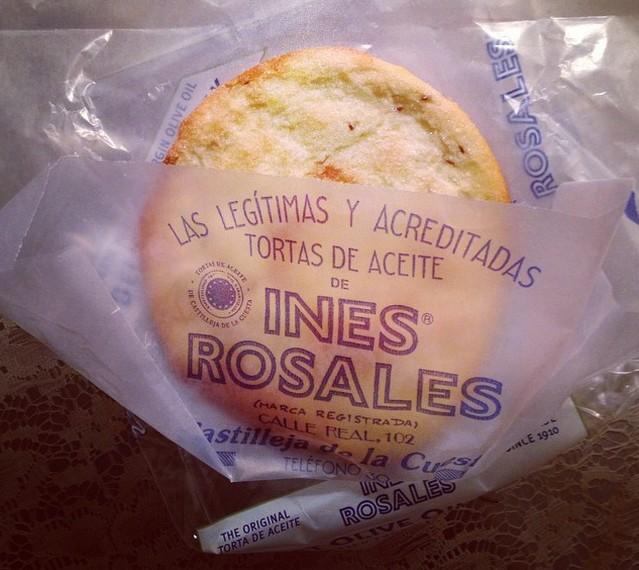 GIN OLIVE OIL
ROSALES
LAS LEGÍTIMAS Y ACREDITADAS
TORTAS DE ACEITE
DE
TORTAS DE ACEITE
DE CASTILLEJA DE LA CUESTA
INES®
ROSALES
(MARCA REGISTRADA)
CALLE REAL, 102
Castilleja de la Cuesta
TELÉFONO
SINCE 1910
INES
ROSALES
THE ORIGINAL
TORTA DE ACEITE
OLIVE